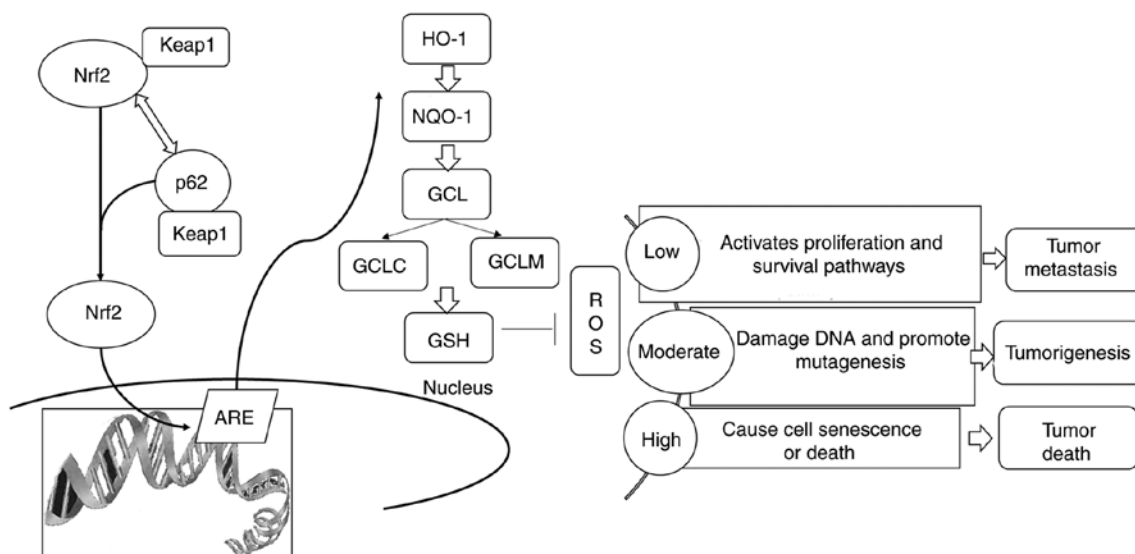 Keap1
Nrf2
p62
Keap1
Nrf2
ARE
Nucleus
HO-1
NQO-1
GCL
GCLC
GCLM
GSH
R
O
S
Low
Activates proliferation and
survival pathways
Tumor
metastasis
Moderate
Damage DNA and promote
mutagenesis
Tumorigenesis
High
Cause cell senescence
or death
Tumor
death